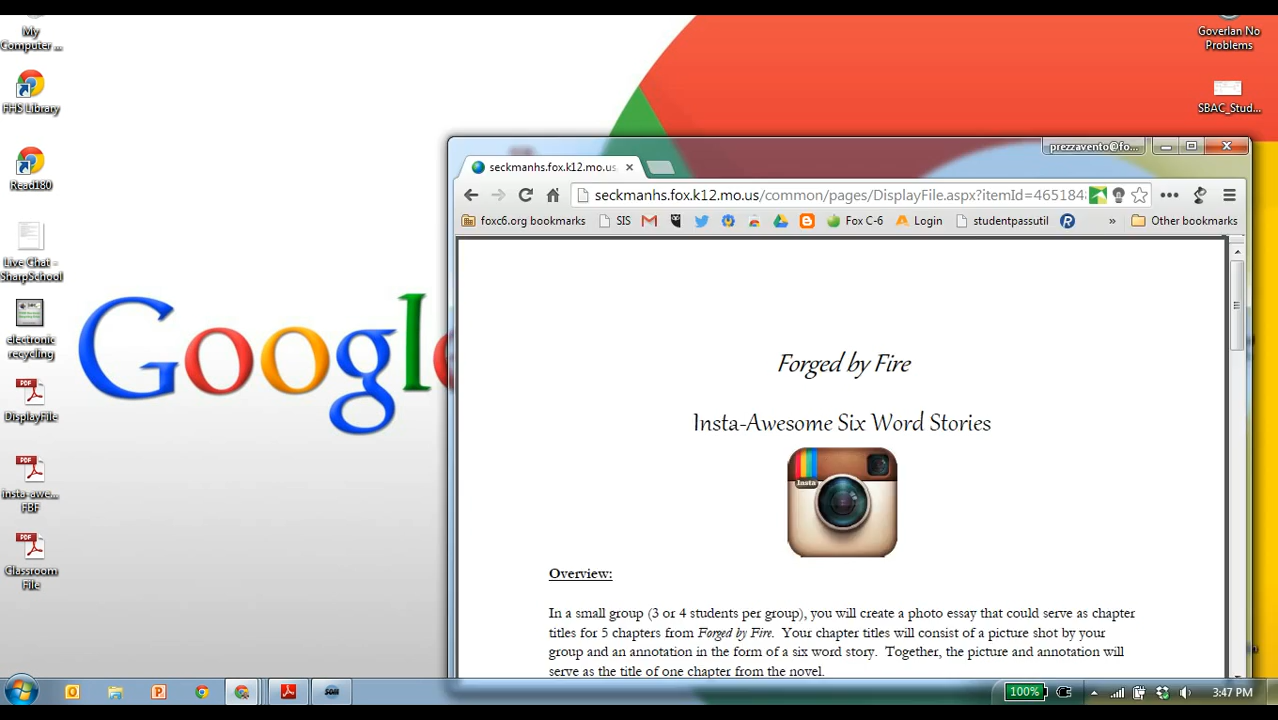 My
Computer ...
FHS Library
Read180
Live Chat -
SharpSchool
electronic
recycling
DisplayFile
insta-awe...
FBF
Classroom
File
Google
Goverlan No
Problems
SBAC_Stud...
prezzavento@fo...
seckmanhs.fox.k12.mo.us
seckmanhs.fox.k12.mo.us/common/pages/DisplayFile.aspx?itemId=465184
foxc6.org bookmarks
SIS
Fox C-6
Login
studentpassutil
»
Other bookmarks
Forged by Fire
Insta-Awesome Six Word Stories
Insta
Overview:
In a small group (3 or 4 students per group), you will create a photo essay that could serve as chapter
titles for 5 chapters from Forged by Fire. Your chapter titles will consist of a picture shot by your
group and an annotation in the form of a six word story. Together, the picture and annotation will
serve as the title of one chapter from the novel.
100%
3:47 PM